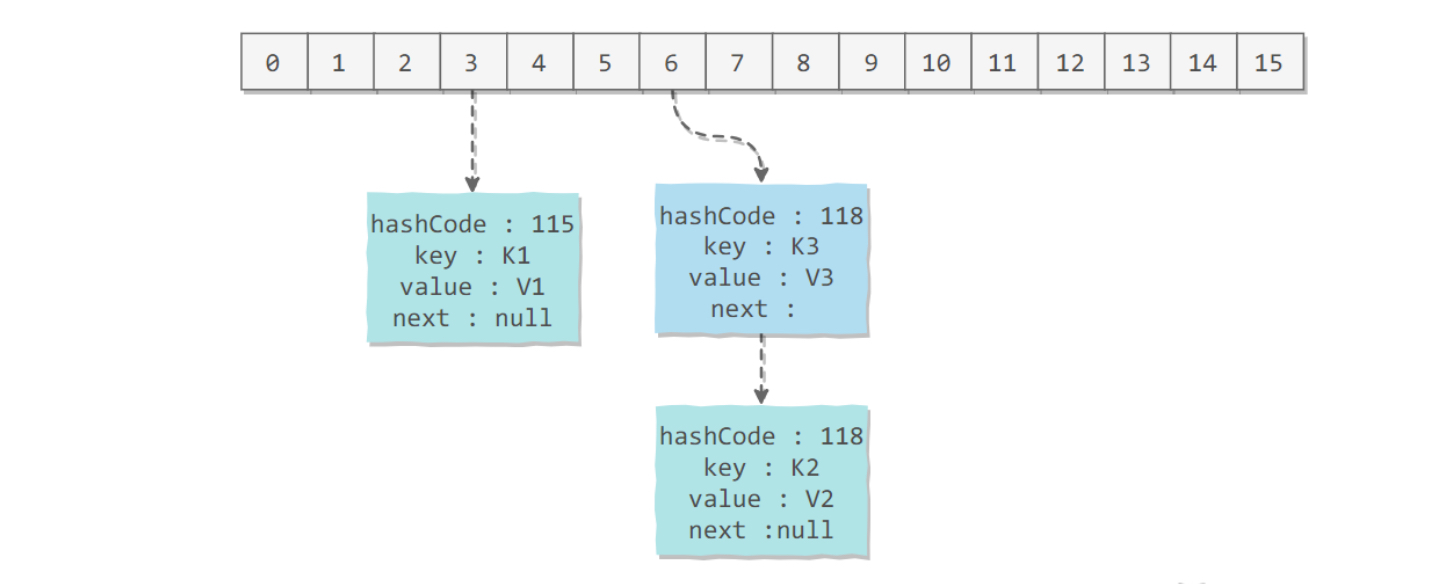 0 1 2 3 4 5 6 7 8 9 10 11 12 13 14 15
hashCode : 115
key : K1
value : V1
next : null
hashCode : 118
key : K3
value : V3
next :
hashCode : 118
key : K2
value : V2
next :null